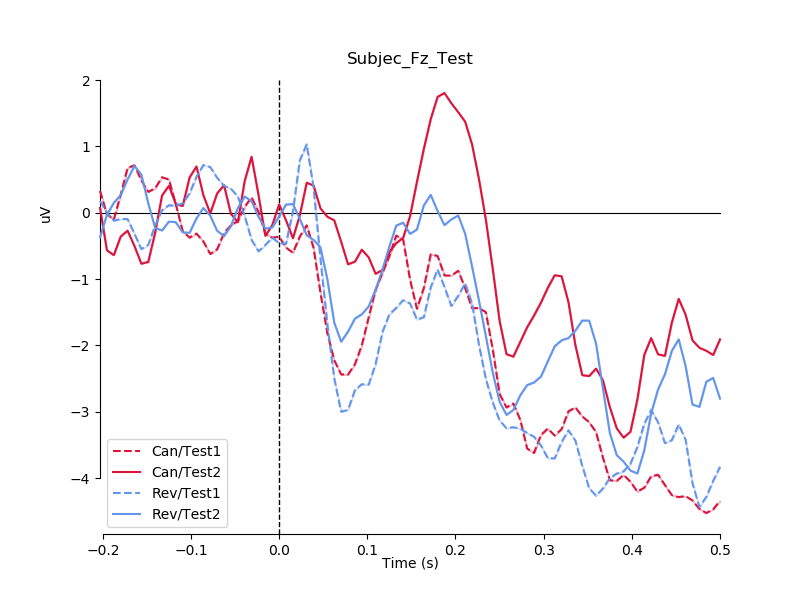 Subjec_Fz_Test
uV
2
1
0
−1
−2
−3
−4
Can/Test1
Can/Test2
Rev/Test1
Rev/Test2
−0.2 −0.1 0.0 0.1 0.2 0.3 0.4 0.5
Time (s)